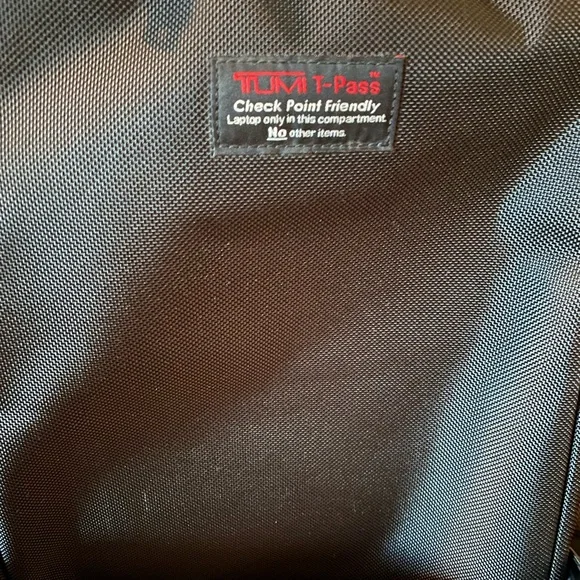 TUMI T-Pass™
Check Point Friendly
Laptop only in this compartment.
No other items.